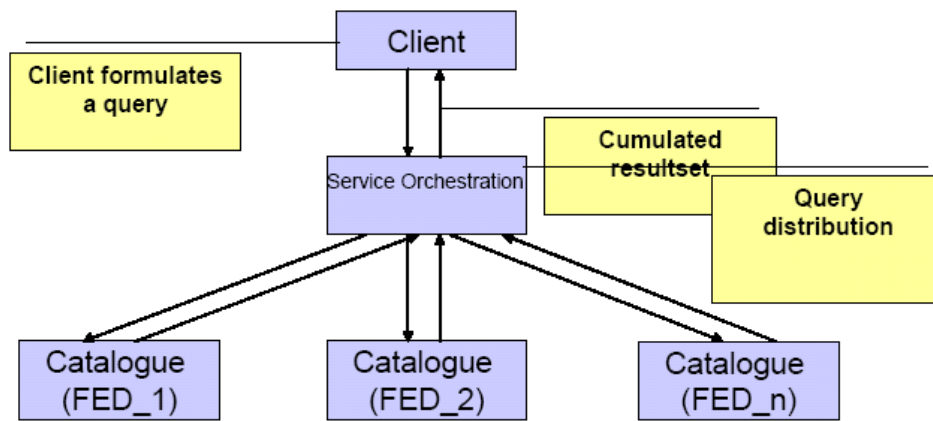 Client
Client formulates
a query
Cumulated
resultset
Service Orchestration
Query
distribution
Catalogue
(FED_1)
Catalogue
(FED_2)
Catalogue
(FED_n)